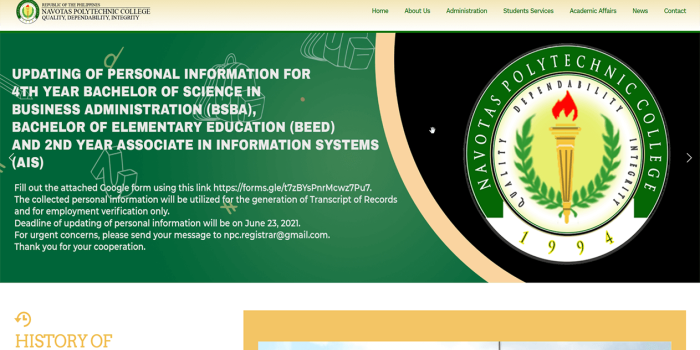 REPUBLIC OF THE PHILIPPINES
NAVOTAS POLYTECHNIC COLLEGE
QUALITY, DEPENDABILITY, INTEGRITY
Home About Us Administration Students Services Academic Affairs News Contact
UPDATING OF PERSONAL INFORMATION FOR
4TH YEAR BACHELOR OF SCIENCE IN
BUSINESS ADMINISTRATION (BSBA),
BACHELOR OF ELEMENTARY EDUCATION (BEED)
AND 2ND YEAR ASSOCIATE IN INFORMATION SYSTEMS
(AIS)
Fill out the attached Google form using this link https://forms.gle/t7zBYsPnrMcwz7Pu7.
The collected personal information will be utilized for the generation of Transcript of Records
and for employment verification only.
Deadline of updating of personal information will be on June 23, 2021.
For urgent concerns, please send your message to npc.registrar@gmail.com.
Thank you for your cooperation.
NAVOTAS POLYTECHNIC COLLEGE
QUALITY DEPENDABILITY INTEGRITY
1994
HISTORY OF